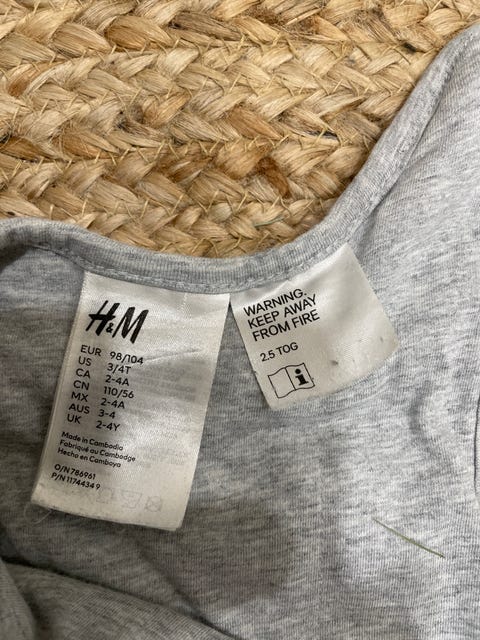 H&M
EUR 98/104
US 3/4T
CA 2-4A
CN 110/56
MX 2-4A
AUS 3-4
UK 2-4Y
Made in Cambodia
Fabriqué au Cambodge
Hecho en Camboya
O/N 786961
P/N 11744349
WARNING.
KEEP AWAY
FROM FIRE
2.5 TOG
i